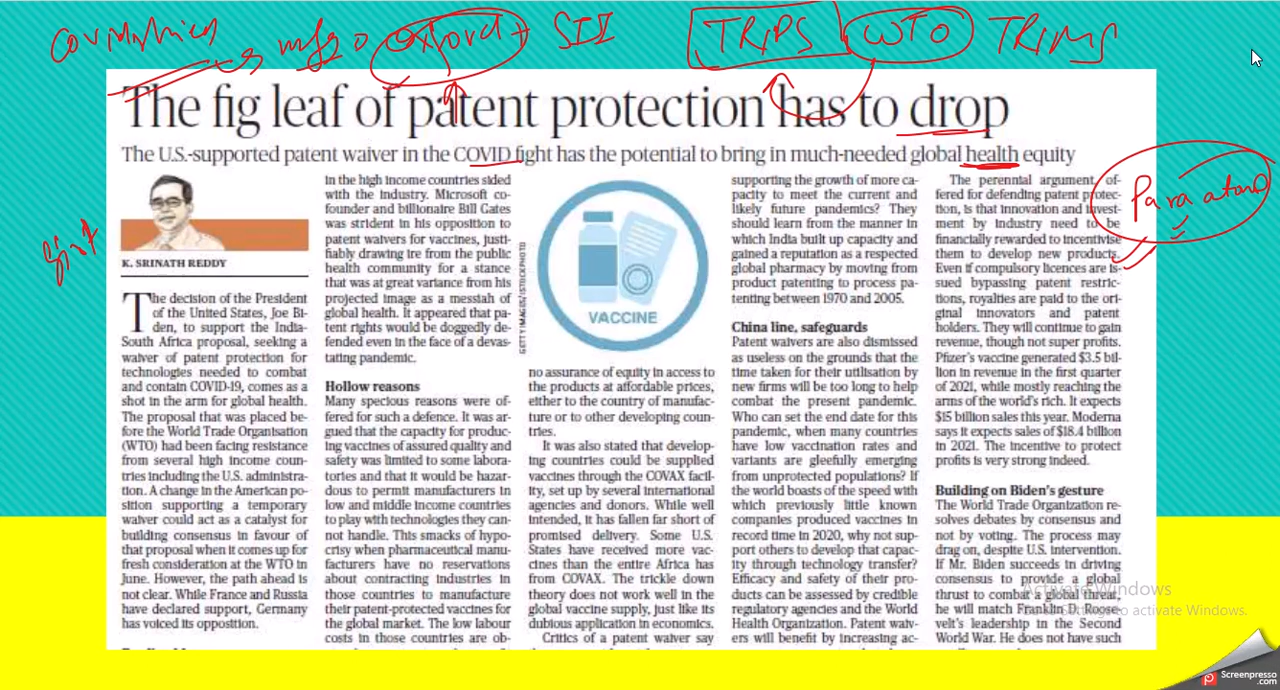 Covishield
mfg
Oxford +
SII
TRIPS
WTO
TRIMs
The fig leaf of patent protection has to drop
The U.S.-supported patent waiver in the COVID fight has the potential to bring in much-needed global health equity
gist
K. SRINATH REDDY
The decision of the President
of the United States, Joe Bi-
den, to support the India-
South Africa proposal, seeking a
waiver of patent protection for
technologies needed to combat
and contain COVID-19, comes as a
shot in the arm for global health.
The proposal that was placed be-
fore the World Trade Organisation
(WTO) had been facing resistance
from several high income coun-
tries including the U.S. administra-
tion. A change in the American po-
sition supporting a temporary
waiver could act as a catalyst for
building consensus in favour of
that proposal when it comes up for
fresh consideration at the WTO in
June. However, the path ahead is
not clear. While France and Russia
have declared support, Germany
has voiced its opposition.
in the high income countries sided
with the industry. Microsoft co-
founder and billionaire Bill Gates
was strident in his opposition to
patent waivers for vaccines, justi-
fiably drawing ire from the public
health community for a stance
that was at great variance from his
projected image as a messiah of
global health. It appeared that pa-
tent rights would be doggedly de-
fended even in the face of a devas-
tating pandemic.
Hollow reasons
Many specious reasons were of-
fered for such a defence. It was ar-
gued that the capacity for produc-
ing vaccines of assured quality and
safety was limited to some labora-
tories and that it would be hazar-
dous to permit manufacturers in
low and middle income countries
to play with technologies they can-
not handle. This smacks of hypo-
crisy when pharmaceutical manu-
facturers have no reservations
about contracting industries in
those countries to manufacture
their patent-protected vaccines for
the global market. The low labour
costs in those countries are ob-
GETTY IMAGES/ISTOCKPHOTO
VACCINE
no assurance of equity in access to
the products at affordable prices,
either to the country of manufac-
ture or to other developing coun-
tries.
It was also stated that develop-
ing countries could be supplied
vaccines through the COVAX facil-
ity, set up by several international
agencies and donors. While well
intended, it has fallen far short of
promised delivery. Some U.S.
States have received more vac-
cines than the entire Africa has
from COVAX. The trickle down
theory does not work well in the
global vaccine supply, just like its
dubious application in economics.
Critics of a patent waiver say
supporting the growth of more ca-
pacity to meet the current and
likely future pandemics? They
should learn from the manner in
which India built up capacity and
gained a reputation as a respected
global pharmacy by moving from
product patenting to process pa-
tenting between 1970 and 2005.
China line, safeguards
Patent waivers are also dismissed
as useless on the grounds that the
time taken for their utilisation by
new firms will be too long to help
combat the present pandemic.
Who can set the end date for this
pandemic, when many countries
have low vaccination rates and
variants are gleefully emerging
from unprotected populations? If
the world boasts of the speed with
which previously little known
companies produced vaccines in
record time in 2020, why not sup-
port others to develop that capac-
ity through technology transfer?
Efficacy and safety of their pro-
ducts can be assessed by credible
regulatory agencies and the World
Health Organization. Patent waiv-
ers will benefit by increasing ac-
The perennial argument, of-
fered for defending patent protec-
tion, is that innovation and invest-
ment by industry need to be
financially rewarded to incentivise
them to develop new products.
Even if compulsory licences are is-
sued bypassing patent restric-
tions, royalties are paid to the ori-
ginal innovators and patent
holders. They will continue to gain
revenue, though not super profits.
Pfizer's vaccine generated $3.5 bil-
lion in revenue in the first quarter
of 2021, while mostly reaching the
arms of the world's rich. It expects
$15 billion sales this year. Moderna
says it expects sales of $18.4 billion
in 2021. The incentive to protect
profits is very strong indeed.
Building on Biden's gesture
The World Trade Organization re-
solves debates by consensus and
not by voting. The process may
drag on, despite U.S. intervention.
If Mr. Biden succeeds in driving
consensus to provide a global
thrust to combat a global threat,
he will match Franklin D. Roose-
velt's leadership in the Second
World War. He does not have such
Activate Windows
to activate Windows.
Screenpresso
.com